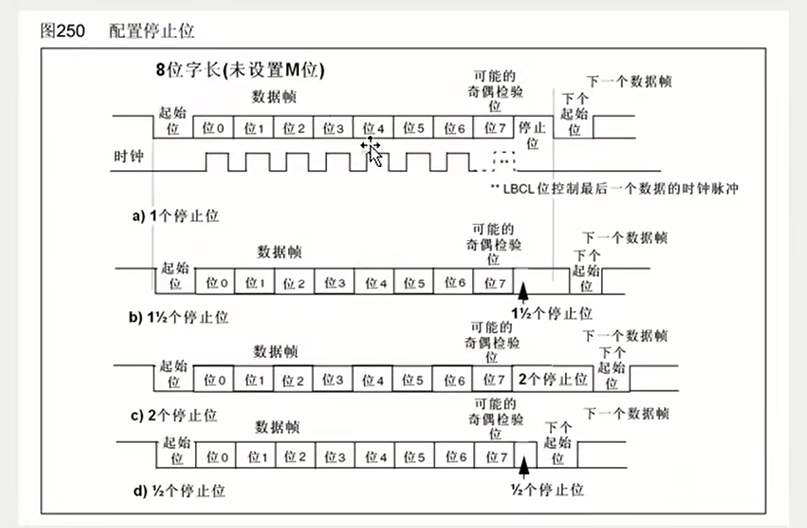 图250 配置停止位
8位字长(未设置M位)
可能的
奇偶检验
位
下一个数据帧
数据帧
起始
位
位0 位1 位2 位3 位4 位5 位6 位7
停止
位
下个
起始
位
时钟
**
** LBCL位控制最后一个数据的时钟脉冲
a) 1个停止位
可能的
奇偶检验
位
下一个数据帧
数据帧
起始
位
位0 位1 位2 位3 位4 位5 位6 位7
下个
起始
位
b) 1½个停止位
1½个停止位
可能的
奇偶检验
位
下一个数据帧
数据帧
起始
位
位0 位1 位2 位3 位4 位5 位6 位7 2个停止位
下个
起始
位
c) 2个停止位
可能的
奇偶检验
位
下一个数据帧
数据帧
起始
位
位0 位1 位2 位3 位4 位5 位6 位7
下个
起始
位
d) ½个停止位
½个停止位